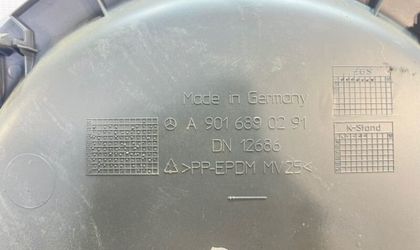 Made in Germany
A 901 689 02 91
DN 12686
>PP-EPDM MV25<
K-Stand